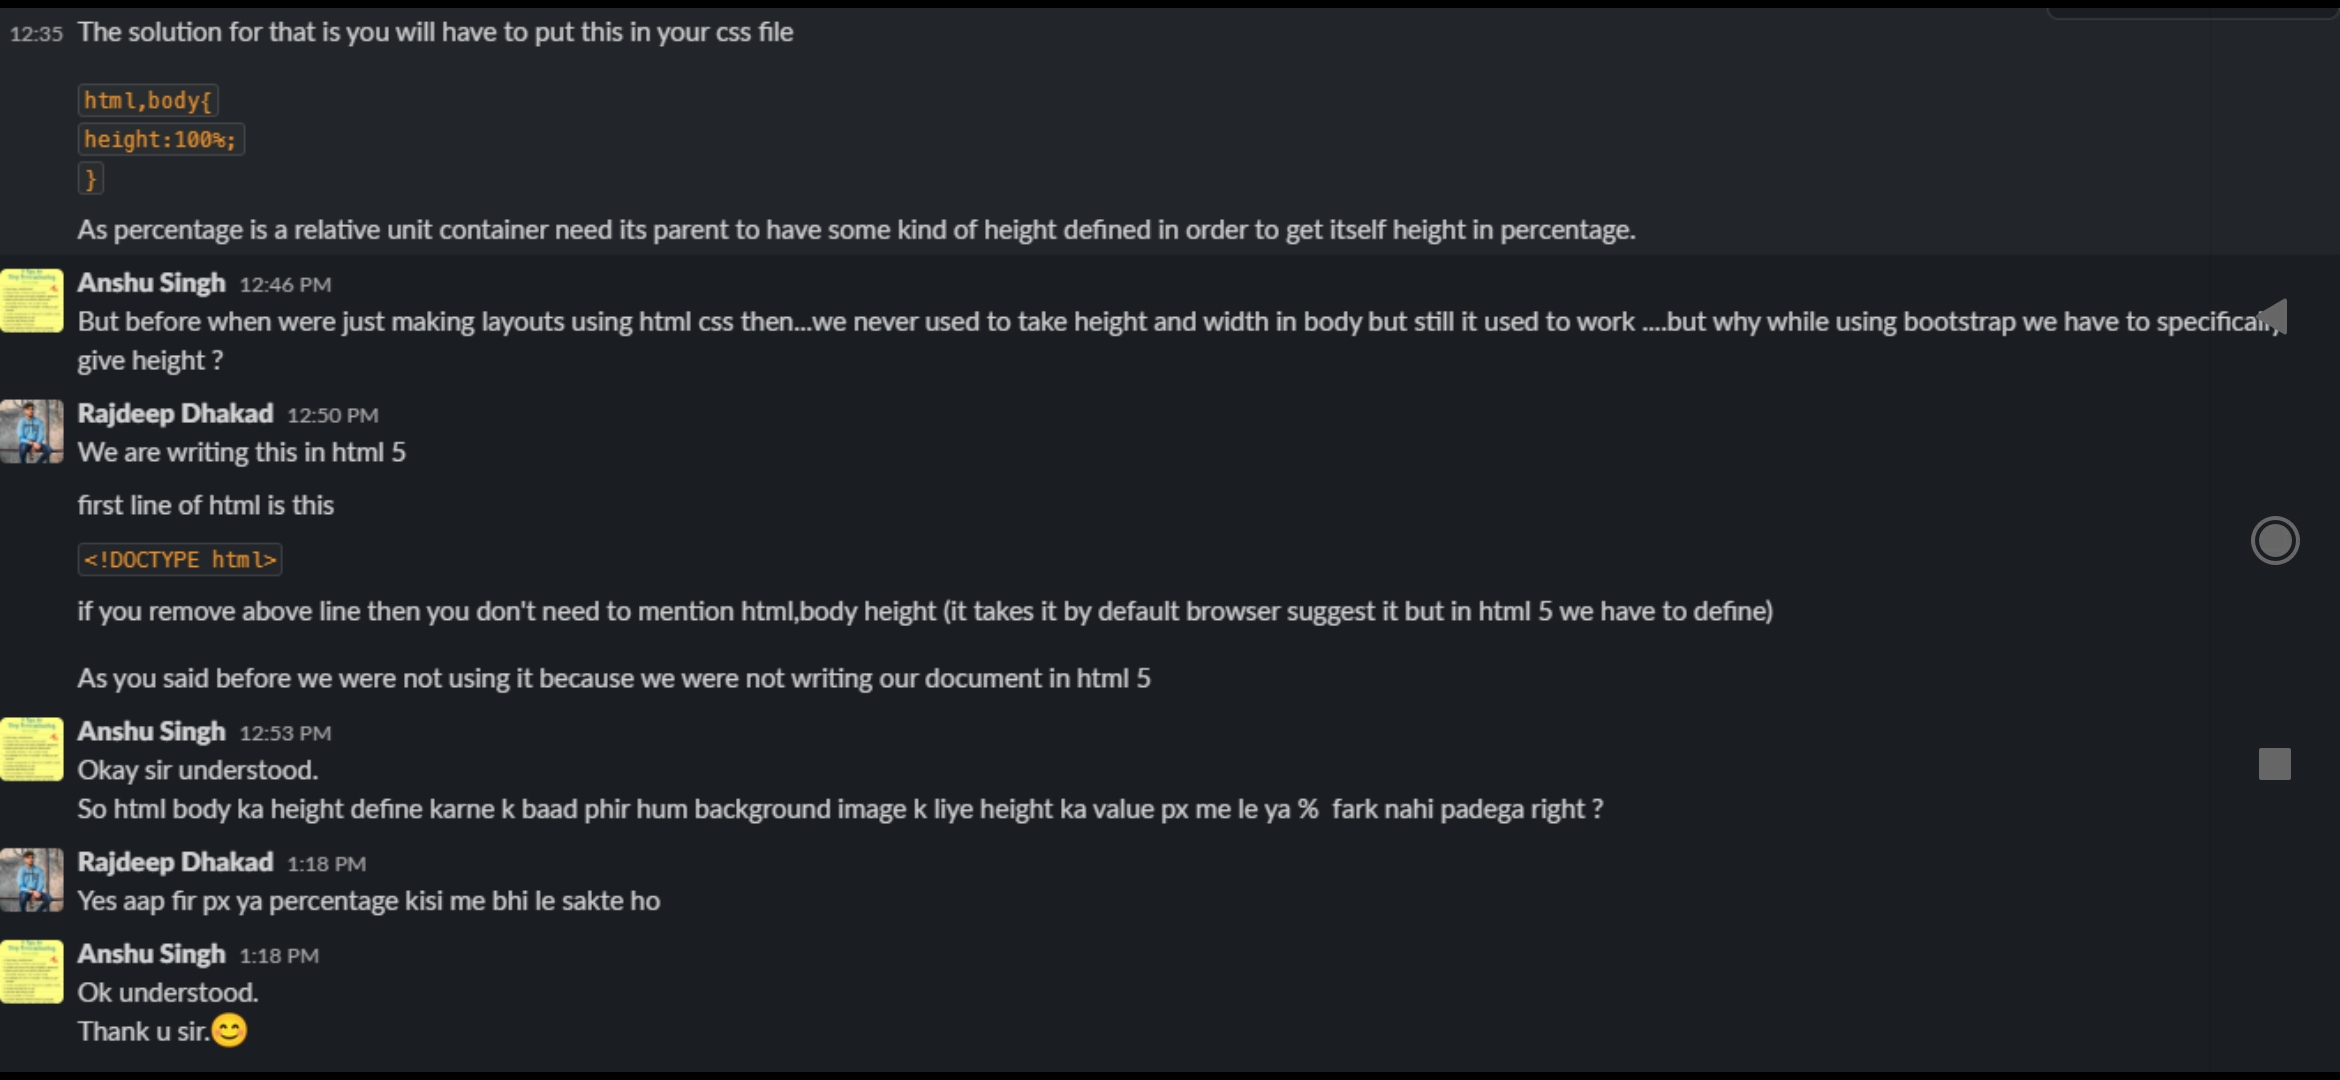 12:35 The solution for that is you will have to put this in your css file
html,body{
height:100%;
}
As percentage is a relative unit container need its parent to have some kind of height defined in order to get itself height in percentage.
Anshu Singh 12:46 PM
But before when were just making layouts using html css then...we never used to take height and width in body but still it used to work ....but why while using bootstrap we have to specifically
give height ?
Rajdeep Dhakad 12:50 PM
We are writing this in html 5
first line of html is this
<!DOCTYPE html>
if you remove above line then you don't need to mention html,body height (it takes it by default browser suggest it but in html 5 we have to define)
As you said before we were not using it because we were not writing our document in html 5
Anshu Singh 12:53 PM
Okay sir understood.
So html body ka height define karne k baad phir hum background image k liye height ka value px me le ya % fark nahi padega right ?
Rajdeep Dhakad 1:18 PM
Yes aap fir px ya percentage kisi me bhi le sakte ho
Anshu Singh 1:18 PM
Ok understood.
Thank u sir.😊